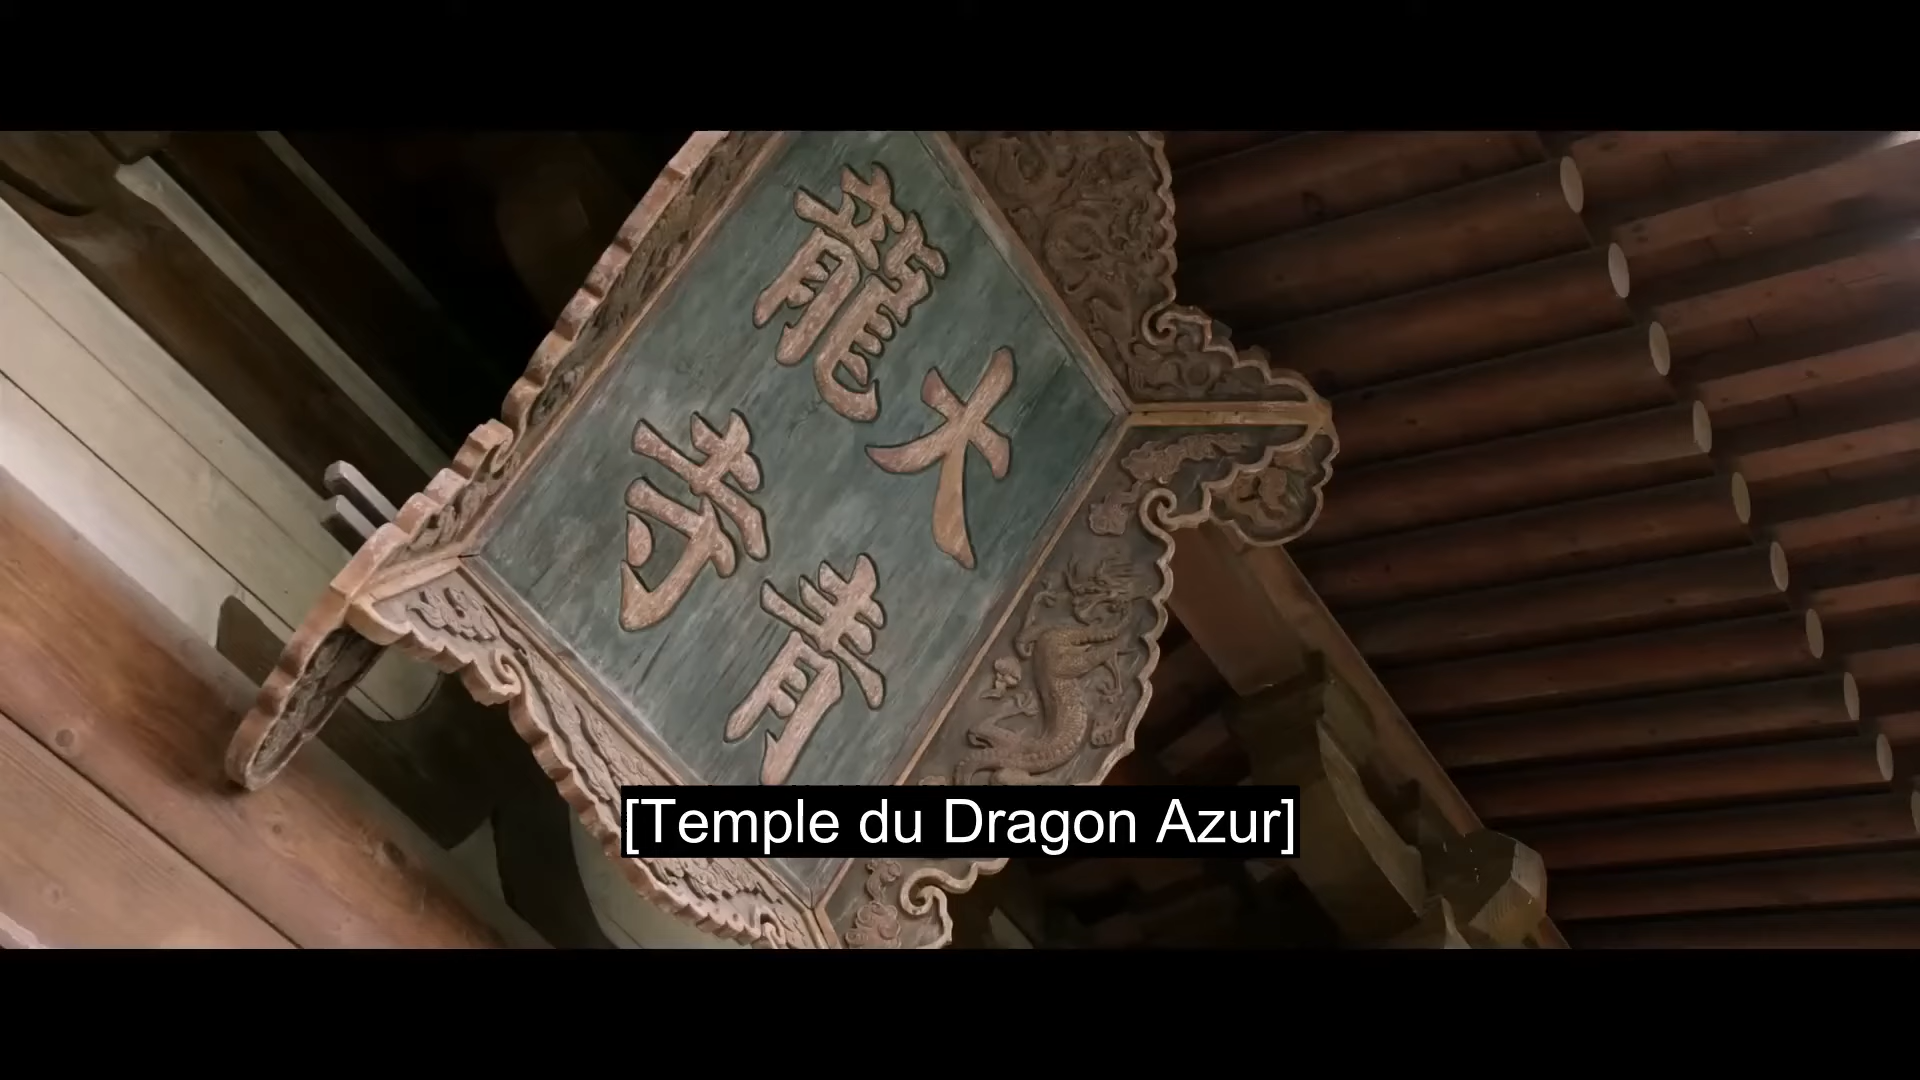 大青
龍寺
[Temple du Dragon Azur]